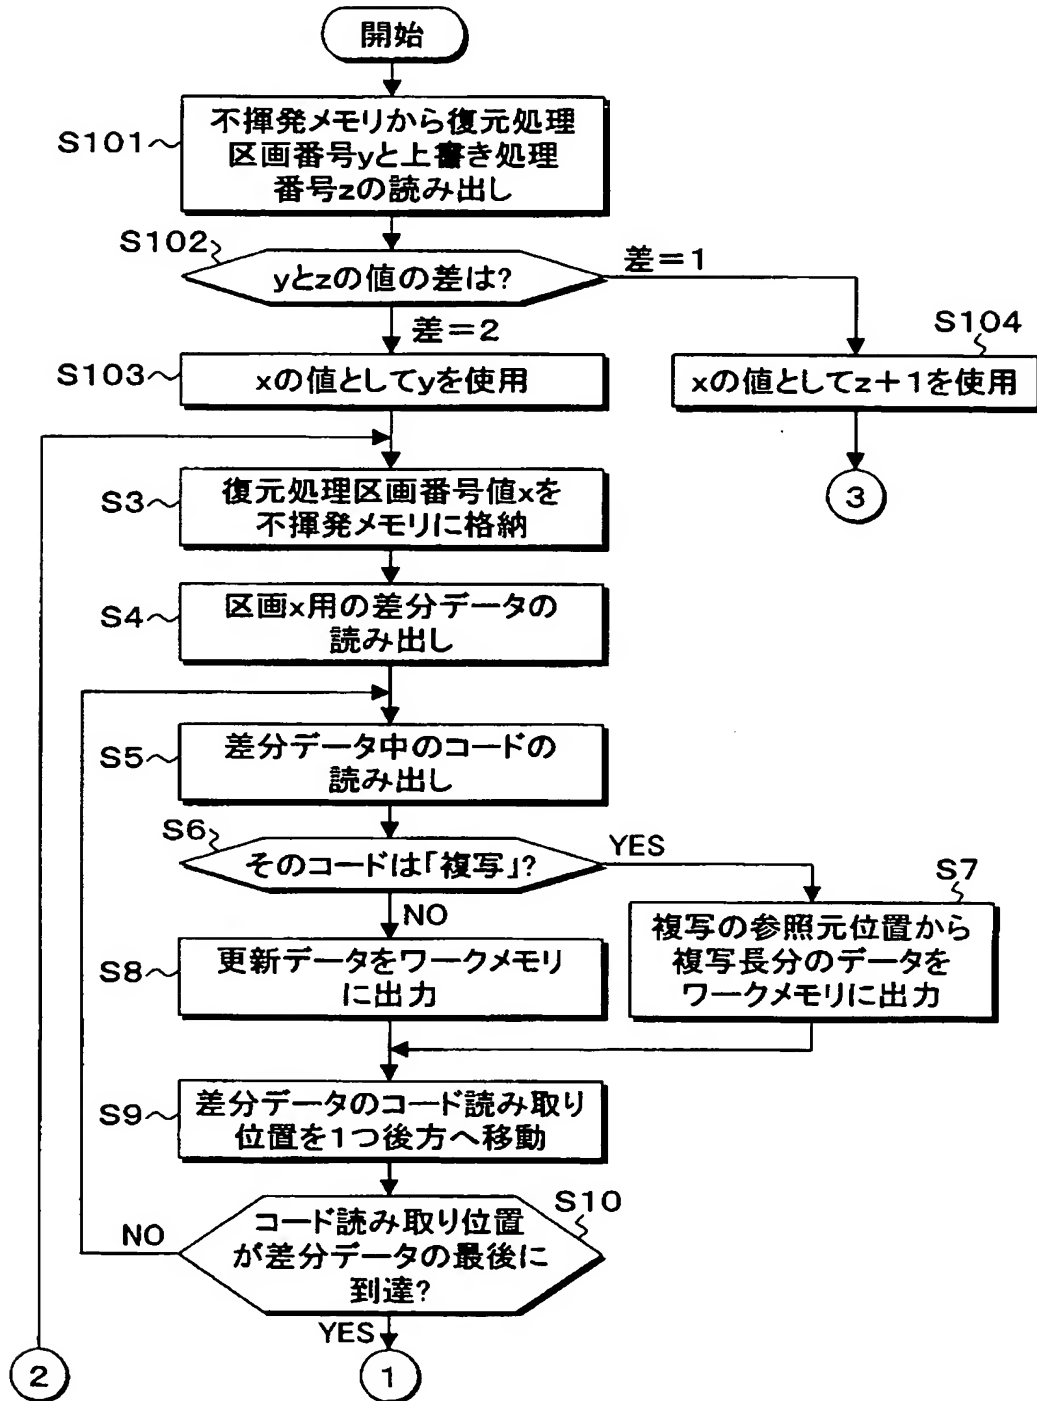 開始
S101
不揮発メモリから復元処理
区画番号yと上書き処理
番号zの読み出し
S102
yとzの値の差は?
差＝1
差＝2
S103
xの値としてyを使用
S104
xの値としてz＋1を使用
3
S3
復元処理区画番号値xを
不揮発メモリに格納
S4
区画x用の差分データの
読み出し
S5
差分データ中のコードの
読み出し
S6
そのコードは「複写」?
YES
NO
S7
複写の参照元位置から
複写長分のデータを
ワークメモリに出力
S8
更新データをワークメモリ
に出力
S9
差分データのコード読み取り
位置を1つ後方へ移動
S10
コード読み取り位置
が差分データの最後に
到達?
NO
YES
2
1